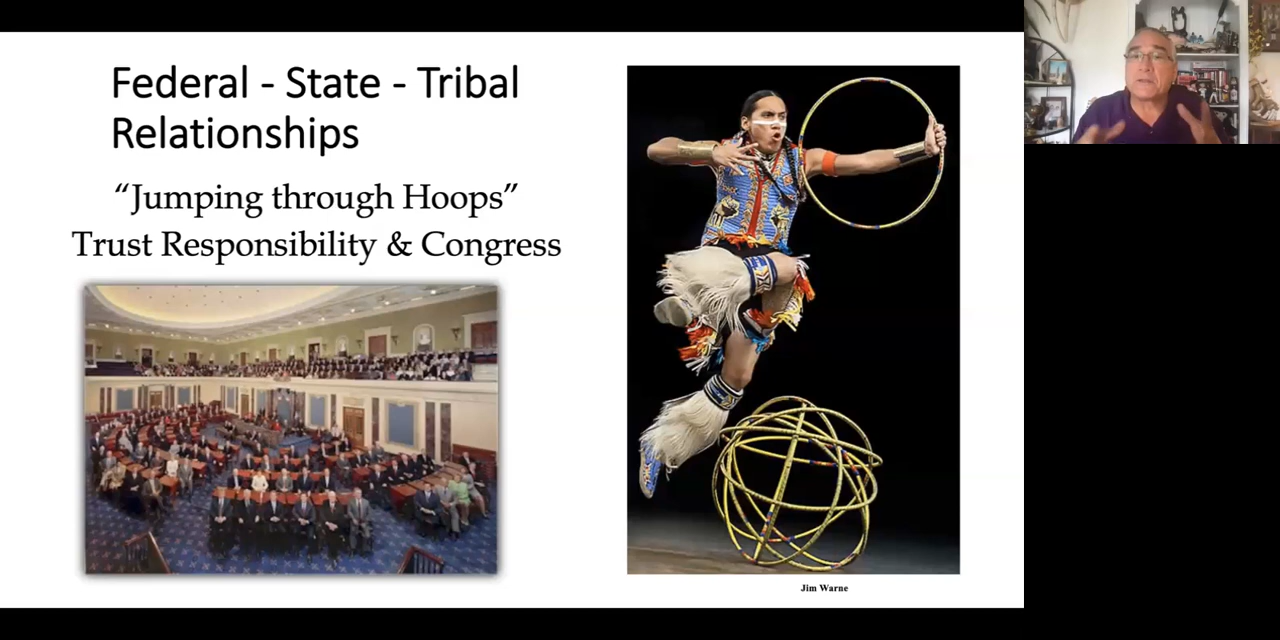 Federal - State - Tribal
Relationships
“Jumping through Hoops”
Trust Responsibility & Congress
Jim Warne